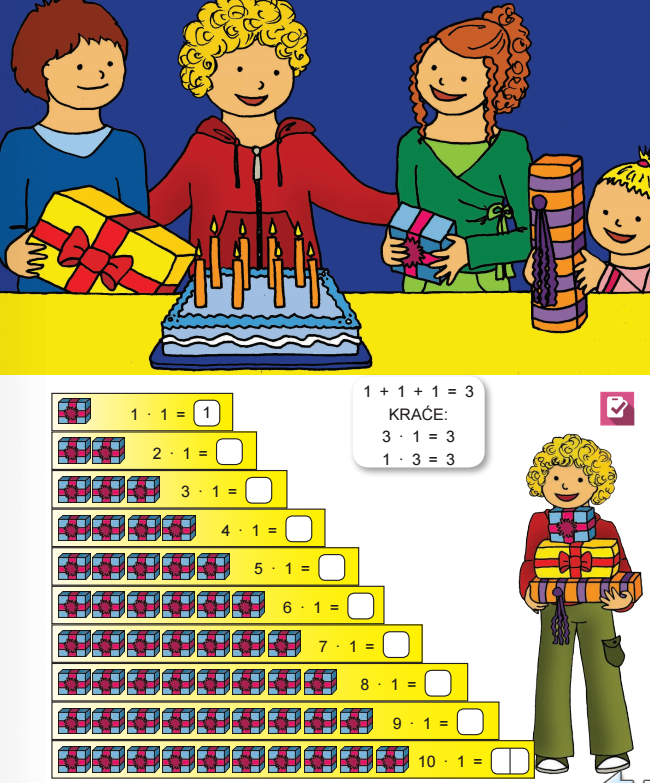 1 + 1 + 1 = 3
KRAĆE:
3 · 1 = 3
1 · 3 = 3
1 · 1 = 1
2 · 1 =
3 · 1 =
4 · 1 =
5 · 1 =
6 · 1 =
7 · 1 =
8 · 1 =
9 · 1 =
10 · 1 =